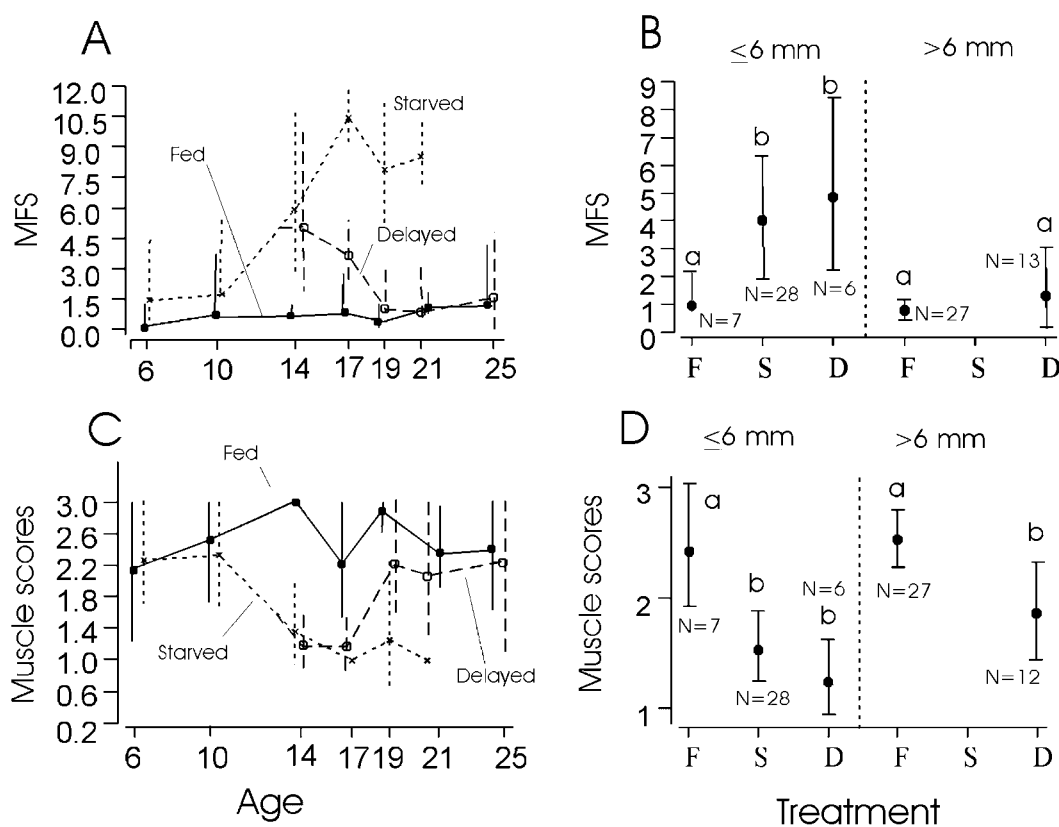 A
MFS
12.0
10.5
9.0
7.5
6.0
4.5
3.0
1.5
0.0
Starved
Fed
Delayed
6 10 14 17 19 21 25
B
≤6 mm >6 mm
MFS
9
8
7
6
5
4
3
2
1
0
a b b a a
N=7 N=28 N=6 N=27 N=13
F S D F S D
C
Muscle scores
3.0
2.6
2.2
1.8
1.4
1.0
0.6
0.2
Fed
Starved
Delayed
6 10 14 17 19 21 25
Age
D
≤6 mm >6 mm
Muscle scores
3
2
1
a b b a b
N=7 N=28 N=6 N=27 N=12
F S D F S D
Treatment